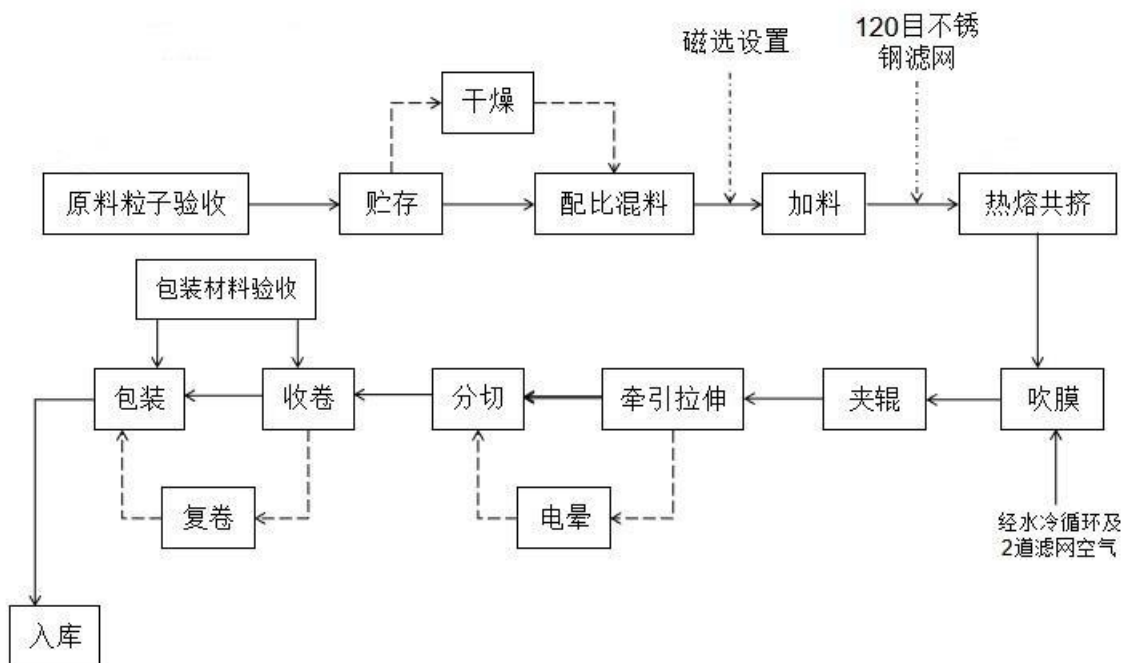 磁选设置
120目不锈
钢滤网
干燥
原料粒子验收
贮存
配比混料
加料
热熔共挤
包装材料验收
包装
收卷
分切
牵引拉伸
夹辊
吹膜
复卷
电晕
经水冷循环及
2道滤网空气
入库